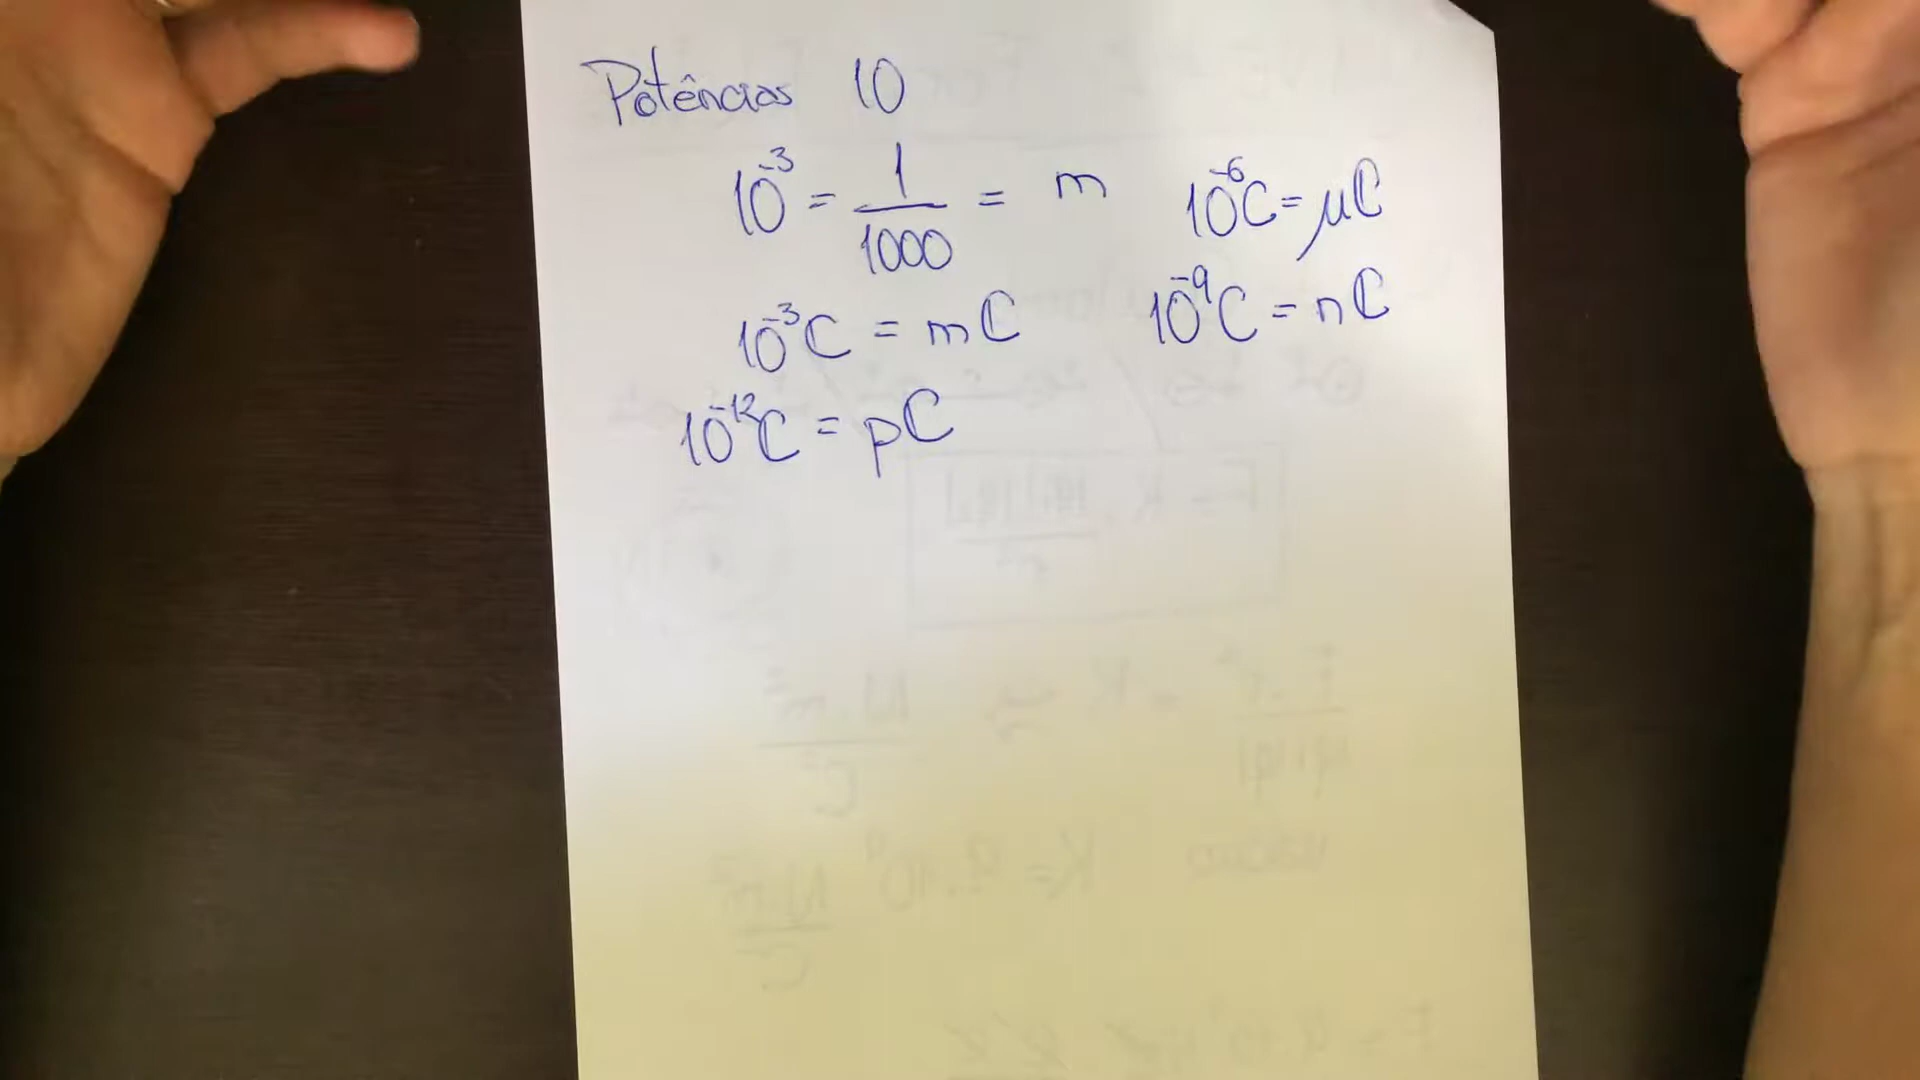 Potências 10
10⁻³ = 1/1000 = m
10⁻⁶C = μC
10⁻³C = mC
10⁻⁹C = nC
10⁻¹²C = pC